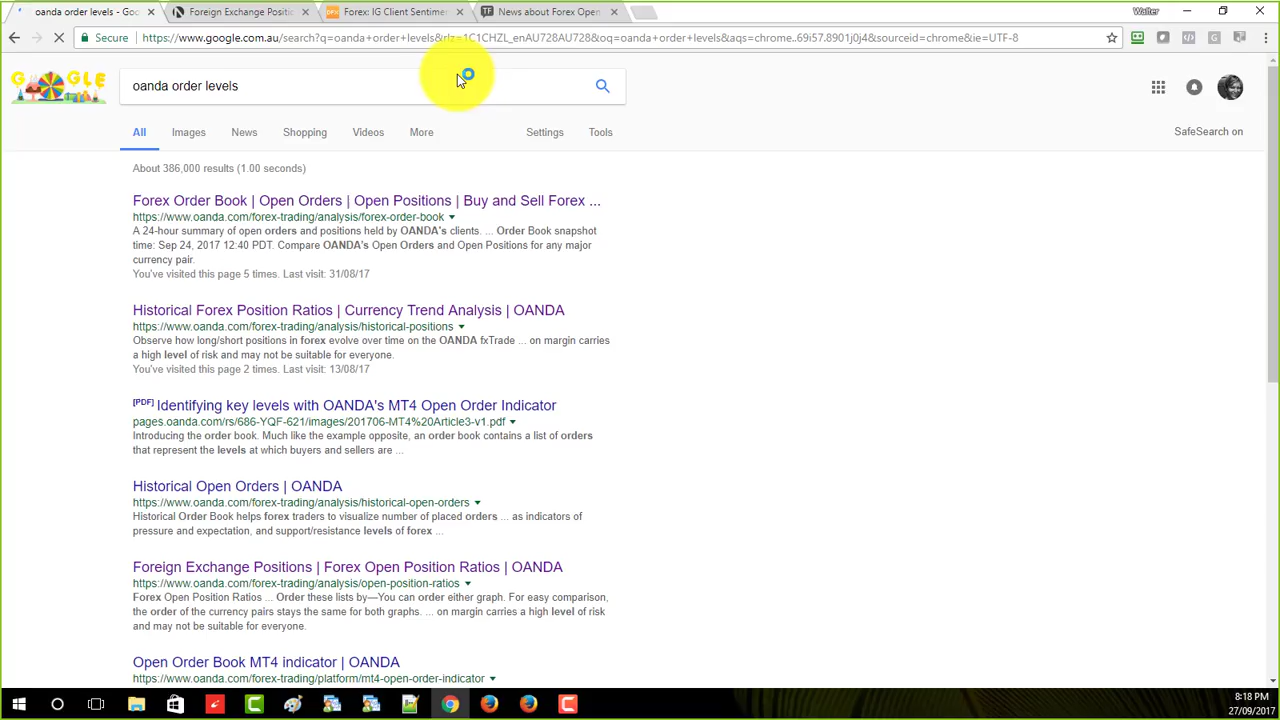 oanda order levels - Goo
Foreign Exchange Positi
Forex: IG Client Sentime
News about Forex Open
Walter
Secure
https://www.google.com.au/search?q=oanda+order+levels&rlz=1C1CHZL_enAU728AU728&oq=oanda+order+levels&aqs=chrome..69i57.8901j0j4&sourceid=chrome&ie=UTF-8
GOOGLE
oanda order levels
All
Images
News
Shopping
Videos
More
Settings
Tools
SafeSearch on
About 386,000 results (1.00 seconds)
Forex Order Book | Open Orders | Open Positions | Buy and Sell Forex ...
https://www.oanda.com/forex-trading/analysis/forex-order-book
A 24-hour summary of open orders and positions held by OANDA's clients. ... Order Book snapshot
time: Sep 24, 2017 12:40 PDT. Compare OANDA's Open Orders and Open Positions for any major
currency pair.
You've visited this page 5 times. Last visit: 31/08/17
Historical Forex Position Ratios | Currency Trend Analysis | OANDA
https://www.oanda.com/forex-trading/analysis/historical-positions
Observe how long/short positions in forex evolve over time on the OANDA fxTrade ... on margin carries
a high level of risk and may not be suitable for everyone.
You've visited this page 2 times. Last visit: 13/08/17
[PDF] Identifying key levels with OANDA's MT4 Open Order Indicator
pages.oanda.com/rs/686-YQF-621/images/201706-MT4%20Article3-v1.pdf
Introducing the order book. Much like the example opposite, an order book contains a list of orders
that represent the levels at which buyers and sellers are ...
Historical Open Orders | OANDA
https://www.oanda.com/forex-trading/analysis/historical-open-orders
Historical Order Book helps forex traders to visualize number of placed orders ... as indicators of
pressure and expectation, and support/resistance levels of forex ...
Foreign Exchange Positions | Forex Open Position Ratios | OANDA
https://www.oanda.com/forex-trading/analysis/open-position-ratios
Forex Open Position Ratios ... Order these lists by—You can order either graph. For easy comparison,
the order of the currency pairs stays the same for both graphs. ... on margin carries a high level of risk
and may not be suitable for everyone.
Open Order Book MT4 indicator | OANDA
https://www.oanda.com/forex-trading/platform/mt4-open-order-indicator
8:18 PM
27/09/2017